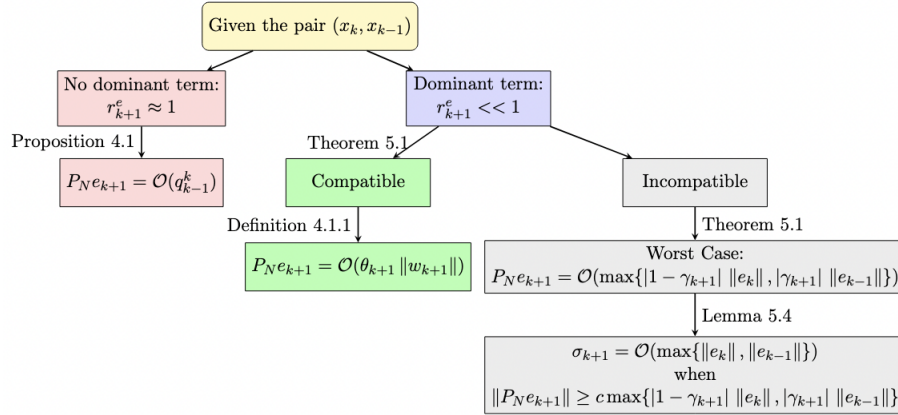 Given the pair (x_k, x_{k−1})
No dominant term:
r^e_{k+1} ≈ 1
Dominant term:
r^e_{k+1} << 1
Proposition 4.1
Theorem 5.1
P_N e_{k+1} = 𝒪(q^k_{k−1})
Compatible
Incompatible
Definition 4.1.1
Theorem 5.1
P_N e_{k+1} = 𝒪(θ_{k+1} ‖w_{k+1}‖)
Worst Case:
P_N e_{k+1} = 𝒪(max{|1 − γ_{k+1}| ‖e_k‖, |γ_{k+1}| ‖e_{k−1}‖})
Lemma 5.4
σ_{k+1} = 𝒪(max{‖e_k‖, ‖e_{k−1}‖})
when
‖P_N e_{k+1}‖ ≥ c max{|1 − γ_{k+1}| ‖e_k‖, |γ_{k+1}| ‖e_{k−1}‖}